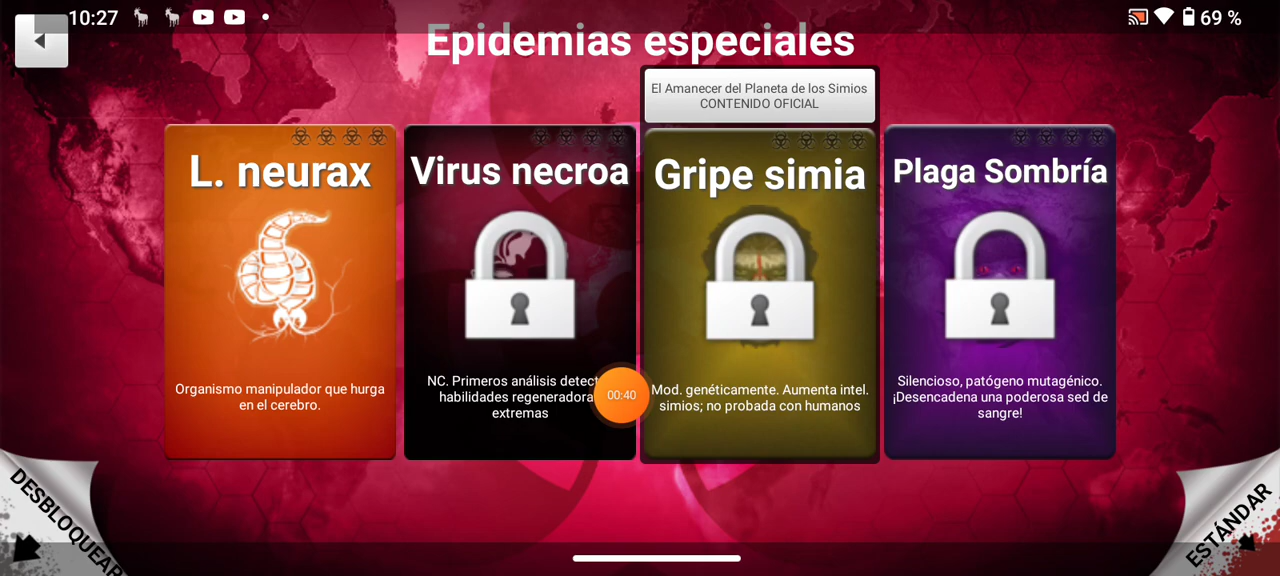 10:27
69 %
Epidemias especiales
El Amanecer del Planeta de los Simios
CONTENIDO OFICIAL
L. neurax
Organismo manipulador que hurga
en el cerebro.
Virus necroa
NC. Primeros análisis detect
habilidades regeneradora
extremas
00:40
Gripe simia
Mod. genéticamente. Aumenta intel.
simios; no probada con humanos
Plaga Sombría
Silencioso, patógeno mutagénico.
¡Desencadena una poderosa sed de
sangre!
DESBLOQUEAR
ESTÁNDAR